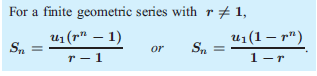 For a finite geometric series with r ≠ 1,
Sₙ = u₁(rⁿ − 1) / r − 1 or Sₙ = u₁(1 − rⁿ) / 1 − r.